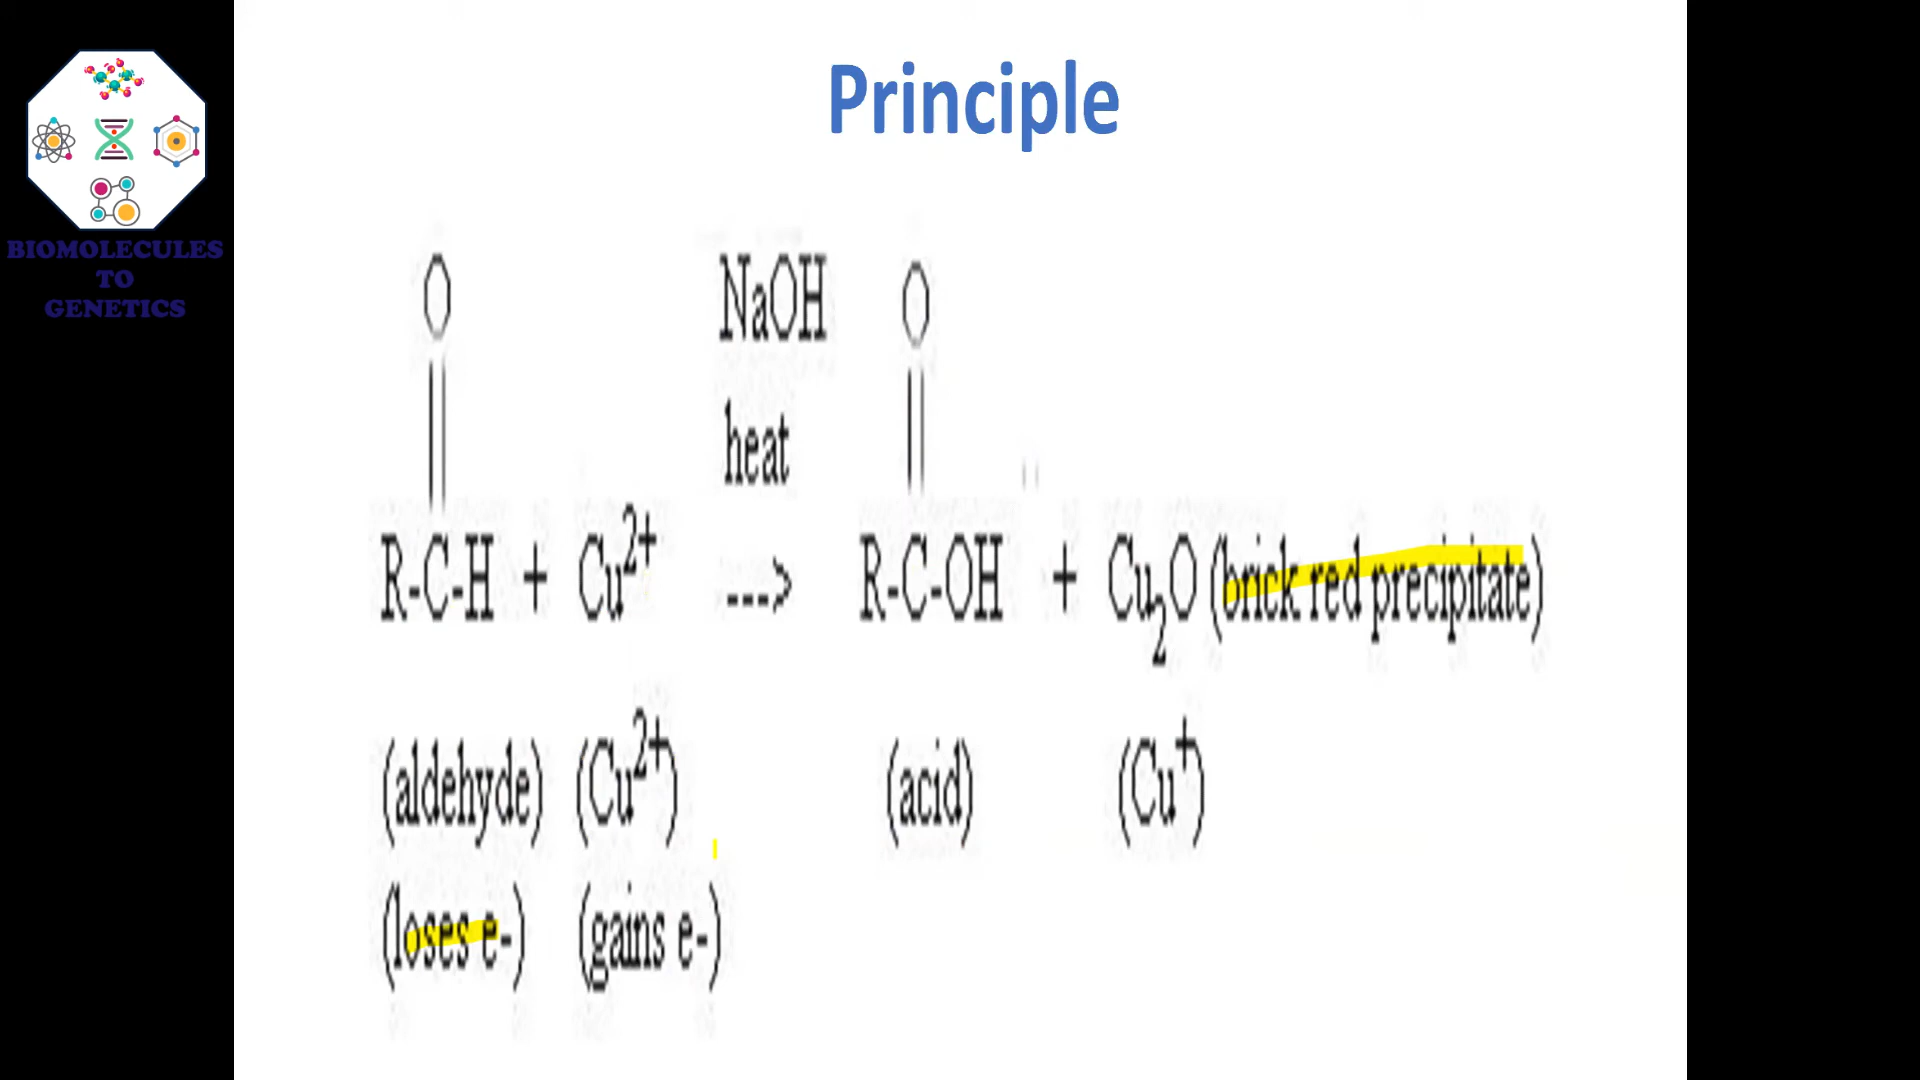 Principle
BIOMOLECULES
TO
GENETICS
O NaOH O
heat
R-C-H + Cu2+ ---> R-C-OH + Cu2O (brick red precipitate)
(aldehyde) (Cu2+) (acid) (Cu+)
(loses e-) (gains e-)